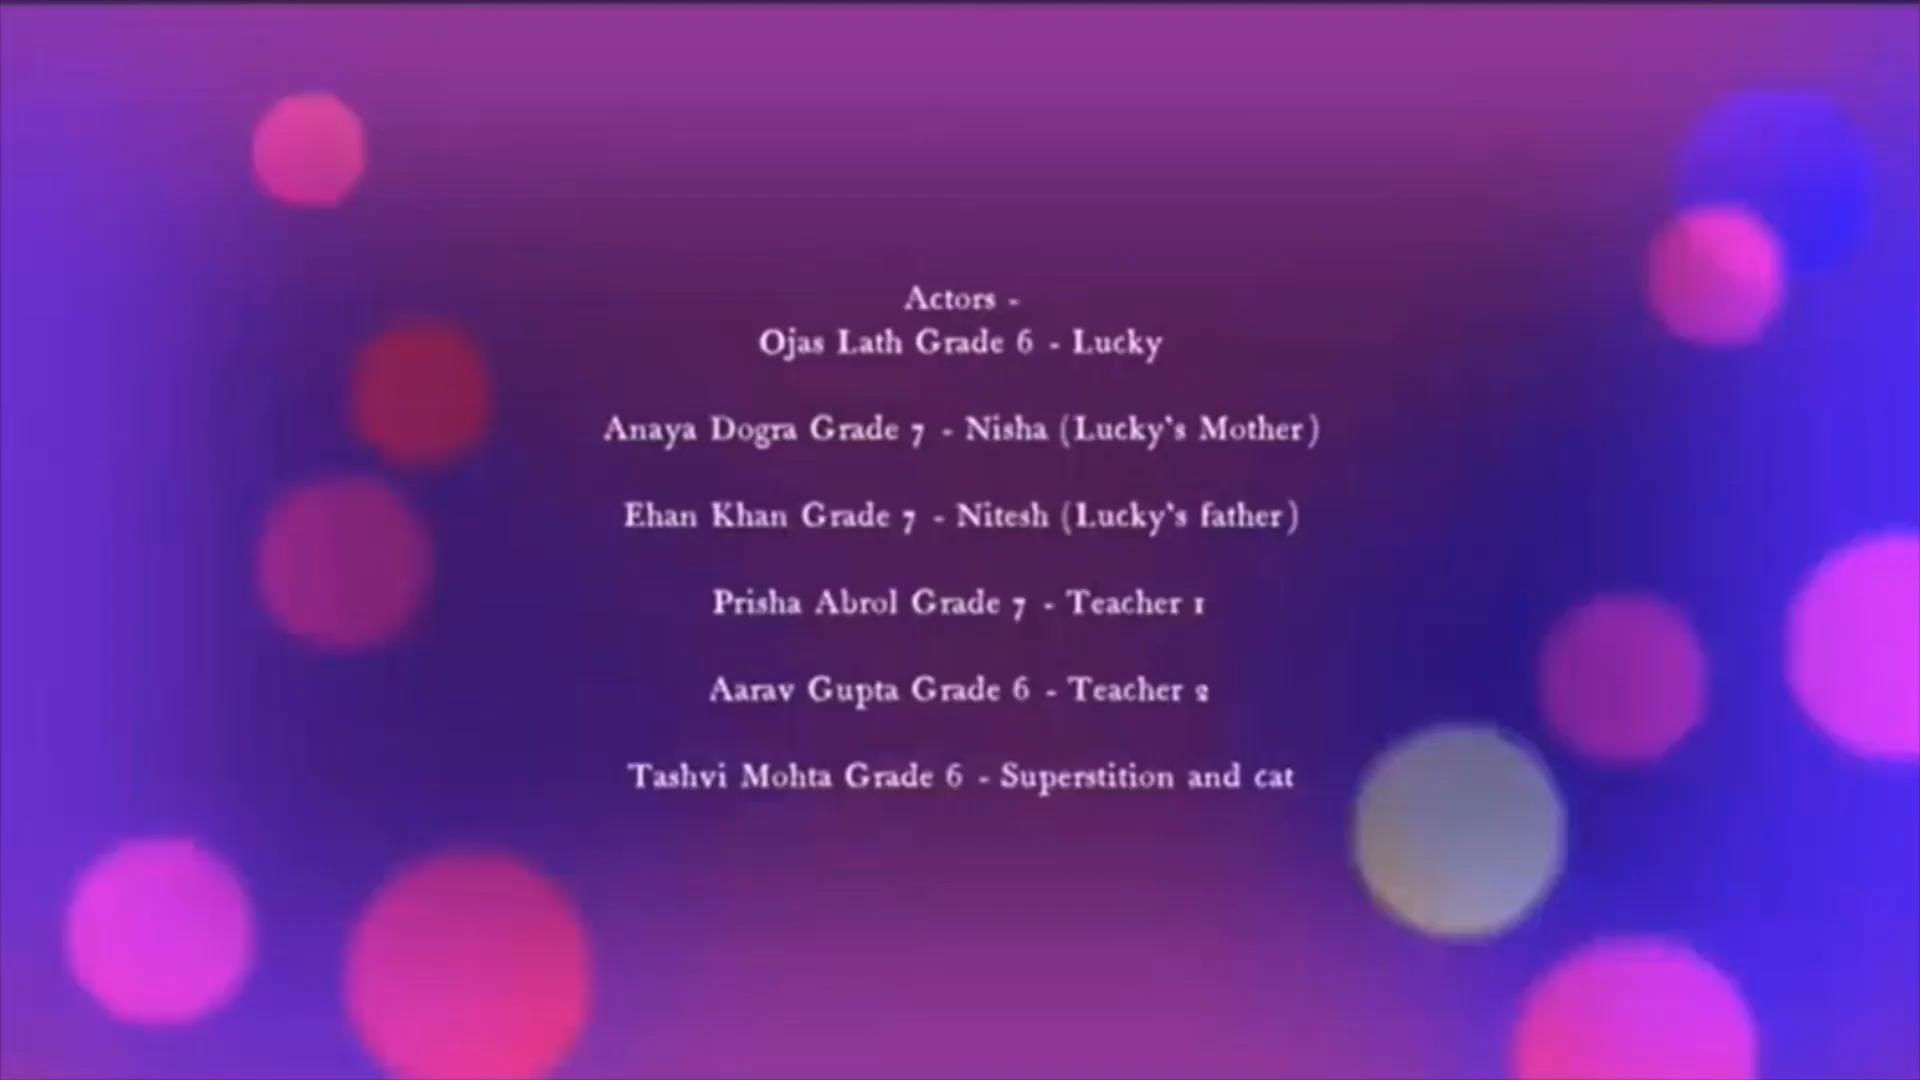 Actors -
Ojas Lath Grade 6 - Lucky
Anaya Dogra Grade 7 - Nisha (Lucky's Mother)
Ehan Khan Grade 7 - Nitesh (Lucky's father)
Prisha Abrol Grade 7 - Teacher 1
Aarav Gupta Grade 6 - Teacher 2
Tashvi Mohta Grade 6 - Superstition and cat